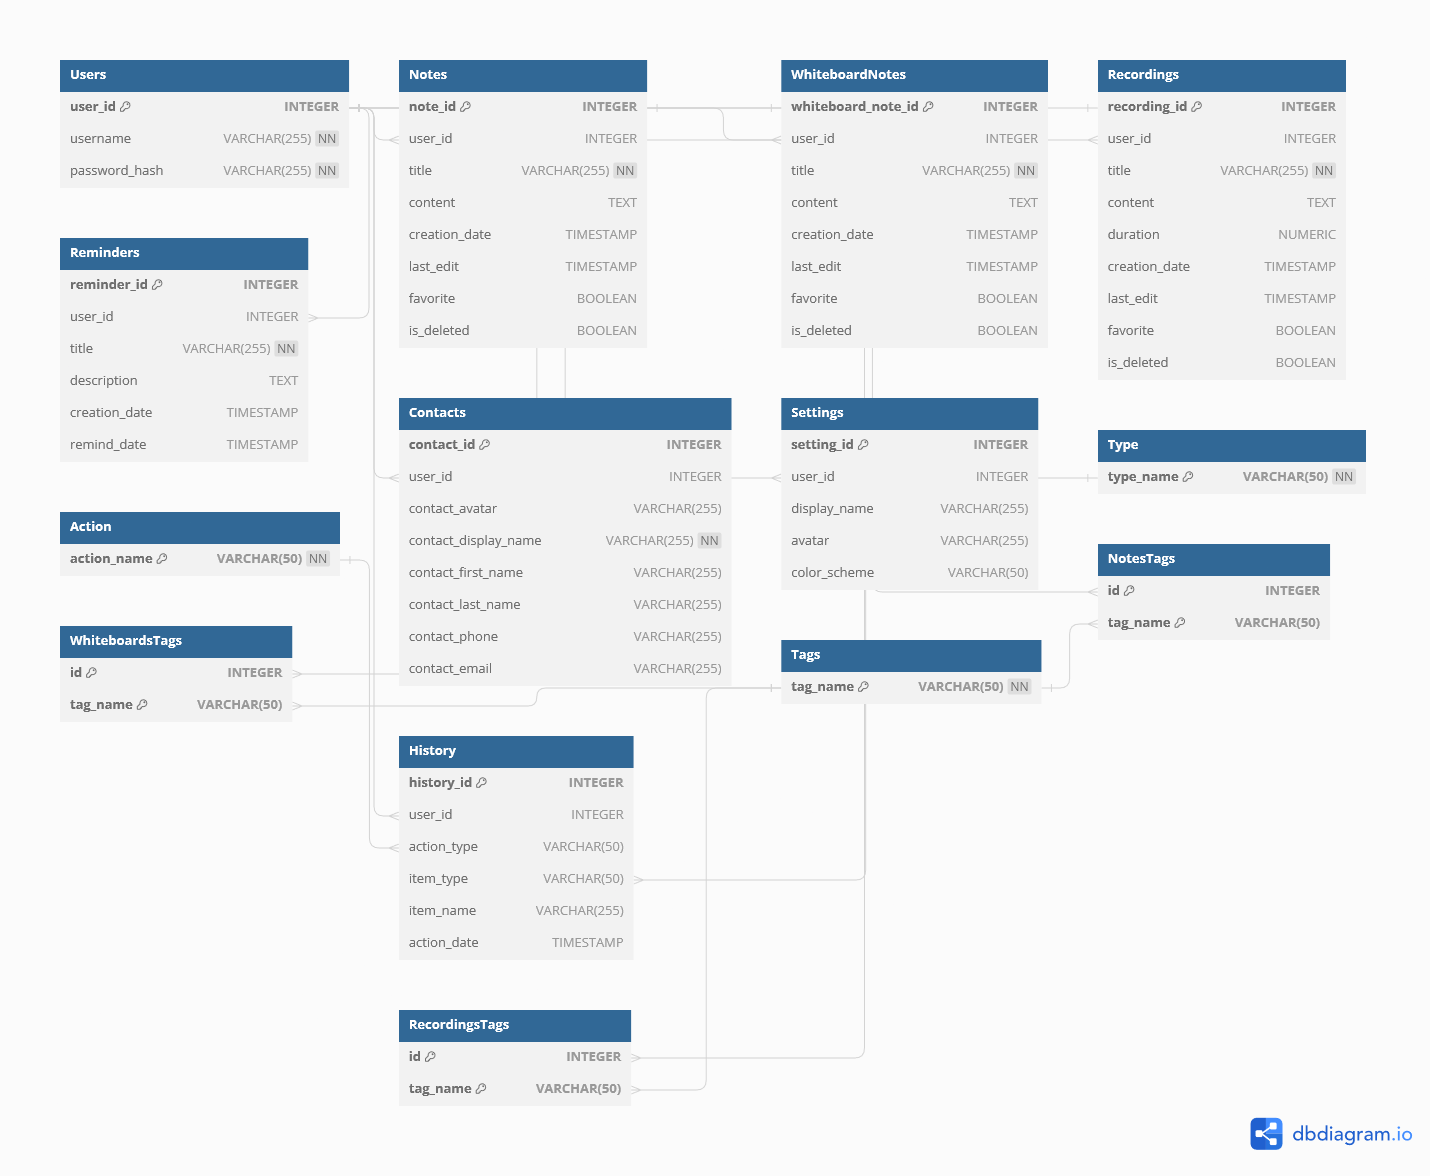 Users
user_id INTEGER
username VARCHAR(255) NN
password_hash VARCHAR(255) NN
Notes
note_id INTEGER
user_id INTEGER
title VARCHAR(255) NN
content TEXT
creation_date TIMESTAMP
last_edit TIMESTAMP
favorite BOOLEAN
is_deleted BOOLEAN
WhiteboardNotes
whiteboard_note_id INTEGER
user_id INTEGER
title VARCHAR(255) NN
content TEXT
creation_date TIMESTAMP
last_edit TIMESTAMP
favorite BOOLEAN
is_deleted BOOLEAN
Recordings
recording_id INTEGER
user_id INTEGER
title VARCHAR(255) NN
content TEXT
duration NUMERIC
creation_date TIMESTAMP
last_edit TIMESTAMP
favorite BOOLEAN
is_deleted BOOLEAN
Reminders
reminder_id INTEGER
user_id INTEGER
title VARCHAR(255) NN
description TEXT
creation_date TIMESTAMP
remind_date TIMESTAMP
Contacts
contact_id INTEGER
user_id INTEGER
contact_avatar VARCHAR(255)
contact_display_name VARCHAR(255) NN
contact_first_name VARCHAR(255)
contact_last_name VARCHAR(255)
contact_phone VARCHAR(255)
contact_email VARCHAR(255)
Settings
setting_id INTEGER
user_id INTEGER
display_name VARCHAR(255)
avatar VARCHAR(255)
color_scheme VARCHAR(50)
Type
type_name VARCHAR(50) NN
Action
action_name VARCHAR(50) NN
NotesTags
id INTEGER
tag_name VARCHAR(50)
WhiteboardsTags
id INTEGER
tag_name VARCHAR(50)
Tags
tag_name VARCHAR(50) NN
History
history_id INTEGER
user_id INTEGER
action_type VARCHAR(50)
item_type VARCHAR(50)
item_name VARCHAR(255)
action_date TIMESTAMP
RecordingsTags
id INTEGER
tag_name VARCHAR(50)
dbdiagram.io